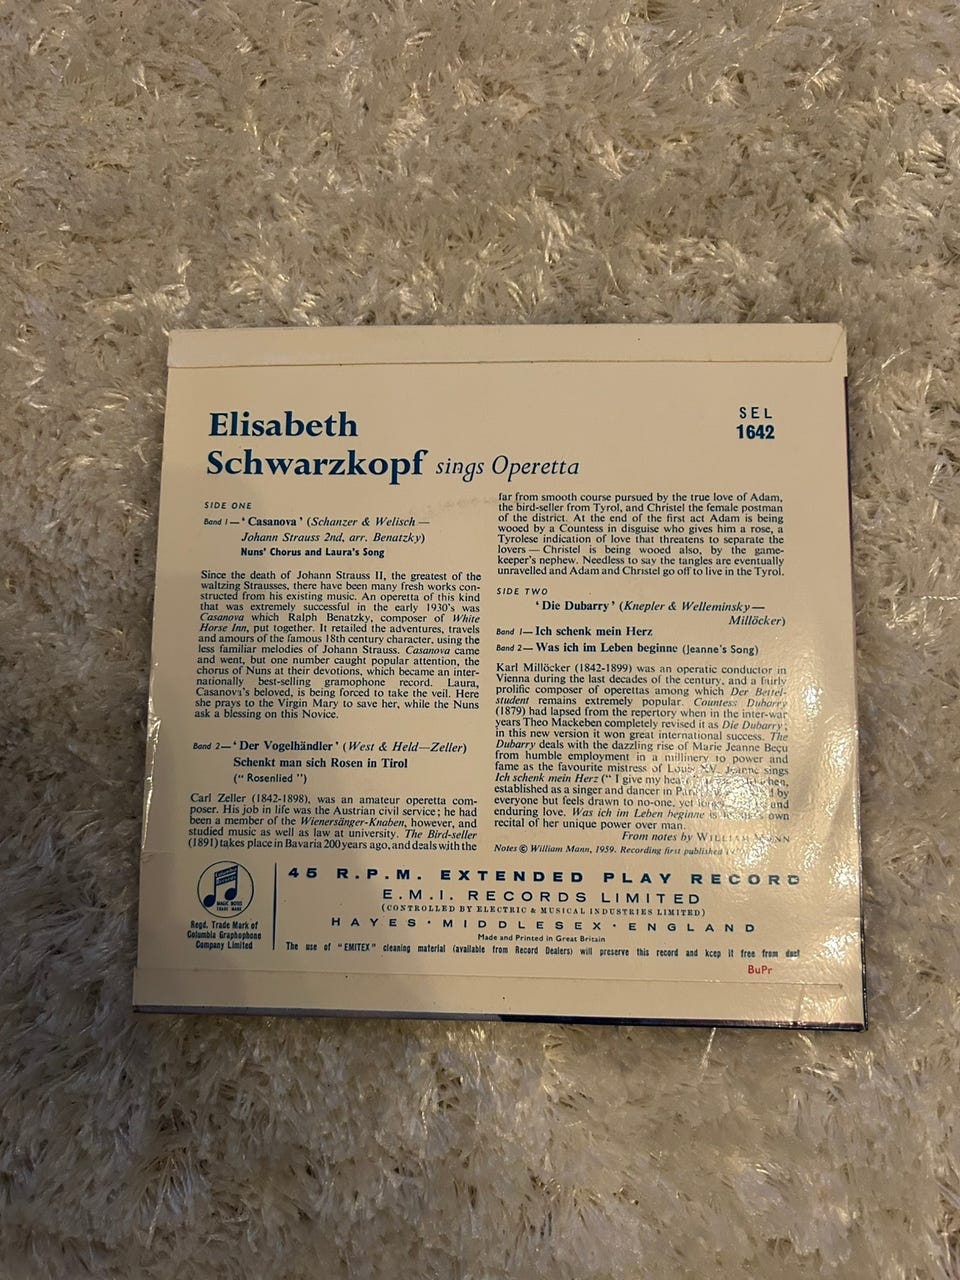 Elisabeth
Schwarzkopf sings Operetta
SEL
1642
SIDE ONE
Band 1—‘Casanova’ (Schanzer & Welisch—
Johann Strauss 2nd, arr. Benatzky)
Nuns' Chorus and Laura's Song
Since the death of Johann Strauss II, the greatest of the
waltzing Strausses, there have been many fresh works con-
structed from his existing music. An operetta of this kind
that was extremely successful in the early 1930's was
Casanova which Ralph Benatzky, composer of White
Horse Inn, put together. It retailed the adventures, travels
and amours of the famous 18th century character, using the
less familiar melodies of Johann Strauss. Casanova came
and went, but one number caught popular attention, the
chorus of Nuns at their devotions, which became an inter-
nationally best-selling gramophone record. Laura,
Casanova's beloved, is being forced to take the veil. Here
she prays to the Virgin Mary to save her, while the Nuns
ask a blessing on this Novice.
Band 2—‘Der Vogelhändler’ (West & Held—Zeller)
Schenkt man sich Rosen in Tirol
(“Rosenlied”)
Carl Zeller (1842-1898), was an amateur operetta com-
poser. His job in life was the Austrian civil service; he had
been a member of the Wienersänger-Knaben, however, and
studied music as well as law at university. The Bird-seller
(1891) takes place in Bavaria 200 years ago, and deals with the
far from smooth course pursued by the true love of Adam,
the bird-seller from Tyrol, and Christel the female postman
of the district. At the end of the first act Adam is being
wooed by a Countess in disguise who gives him a rose, a
Tyrolese indication of love that threatens to separate the
lovers — Christel is being wooed also, by the game-
keeper's nephew. Needless to say the tangles are eventually
unravelled and Adam and Christel go off to live in the Tyrol.
SIDE TWO
‘Die Dubarry’ (Knepler & Welleminsky—
Millöcker)
Band 1—Ich schenk mein Herz
Band 2—Was ich im Leben beginne (Jeanne's Song)
Karl Millöcker (1842-1899) was an operatic conductor in
Vienna during the last decades of the century, and a fairly
prolific composer of operettas among which Der Bettel-
student remains extremely popular. Countess Dubarry
(1879) had lapsed from the repertory when in the inter-war
years Theo Mackeben completely revised it as Die Dubarry;
in this new version it won great international success. The
Dubarry deals with the dazzling rise of Marie Jeanne Beçu
from humble employment in a millinery to power and
fame as the favourite mistress of Louis XV. Jeanne sings
Ich schenk mein Herz (“I give my heart when,
established as a singer and dancer in Paris by
everyone but feels drawn to no-one, yet and
enduring love. Was ich im Leben beginne is own
recital of her unique power over man.
From notes by WILLIAM MANN
Notes © William Mann, 1959. Recording first published
Columbia
Records
MAGIC NOTES
TRADE MARK
Regd. Trade Mark of
Columbia Graphophone
Company Limited
45 R.P.M. EXTENDED PLAY RECORD
E.M.I. RECORDS LIMITED
(CONTROLLED BY ELECTRIC & MUSICAL INDUSTRIES LIMITED)
HAYES · MIDDLESEX · ENGLAND
Made and Printed in Great Britain
The use of "EMITEX" cleaning material (available from Record Dealers) will preserve this record and keep it free from dust
BuPr